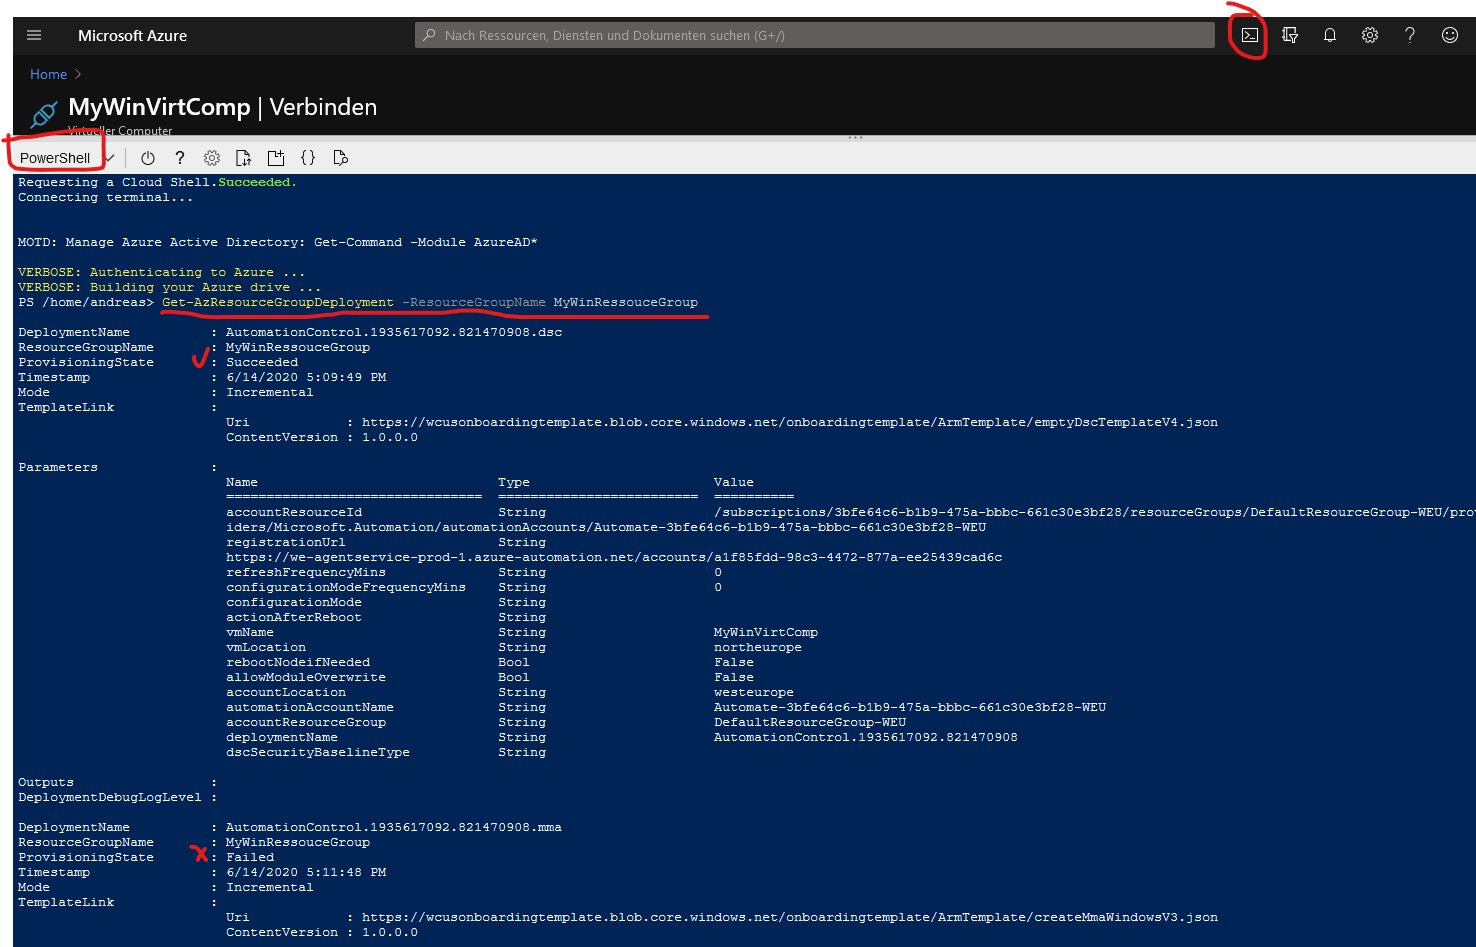 Microsoft Azure
Nach Ressourcen, Diensten und Dokumenten suchen (G+/)
Home >
MyWinVirtComp | Verbinden
Virtueller Computer
PowerShell
Requesting a Cloud Shell.Succeeded.
Connecting terminal...
MOTD: Manage Azure Active Directory: Get-Command -Module AzureAD*
VERBOSE: Authenticating to Azure ...
VERBOSE: Building your Azure drive ...
PS /home/andreas> Get-AzResourceGroupDeployment -ResourceGroupName MyWinRessouceGroup
DeploymentName : AutomationControl.1935617092.821470908.dsc
ResourceGroupName : MyWinRessouceGroup
ProvisioningState : Succeeded
Timestamp : 6/14/2020 5:09:49 PM
Mode : Incremental
TemplateLink :
Uri : https://wcusonboardingtemplate.blob.core.windows.net/onboardingtemplate/ArmTemplate/emptyDscTemplateV4.json
ContentVersion : 1.0.0.0
Parameters :
Name Type Value
================================ ========================= ==========
accountResourceId String /subscriptions/3bfe64c6-b1b9-475a-bbbc-661c30e3bf28/resourceGroups/DefaultResourceGroup-WEU/pro
iders/Microsoft.Automation/automationAccounts/Automate-3bfe64c6-b1b9-475a-bbbc-661c30e3bf28-WEU
registrationUrl String
https://we-agentservice-prod-1.azure-automation.net/accounts/a1f85fdd-98c3-4472-877a-ee25439cad6c
refreshFrequencyMins String 0
configurationModeFrequencyMins String 0
configurationMode String
actionAfterReboot String
vmName String MyWinVirtComp
vmLocation String northeurope
rebootNodeifNeeded Bool False
allowModuleOverwrite Bool False
accountLocation String westeurope
automationAccountName String Automate-3bfe64c6-b1b9-475a-bbbc-661c30e3bf28-WEU
accountResourceGroup String DefaultResourceGroup-WEU
deploymentName String AutomationControl.1935617092.821470908
dscSecurityBaselineType String
Outputs :
DeploymentDebugLogLevel :
DeploymentName : AutomationControl.1935617092.821470908.mma
ResourceGroupName : MyWinRessouceGroup
ProvisioningState : Failed
Timestamp : 6/14/2020 5:11:48 PM
Mode : Incremental
TemplateLink :
Uri : https://wcusonboardingtemplate.blob.core.windows.net/onboardingtemplate/ArmTemplate/createMmaWindowsV3.json
ContentVersion : 1.0.0.0